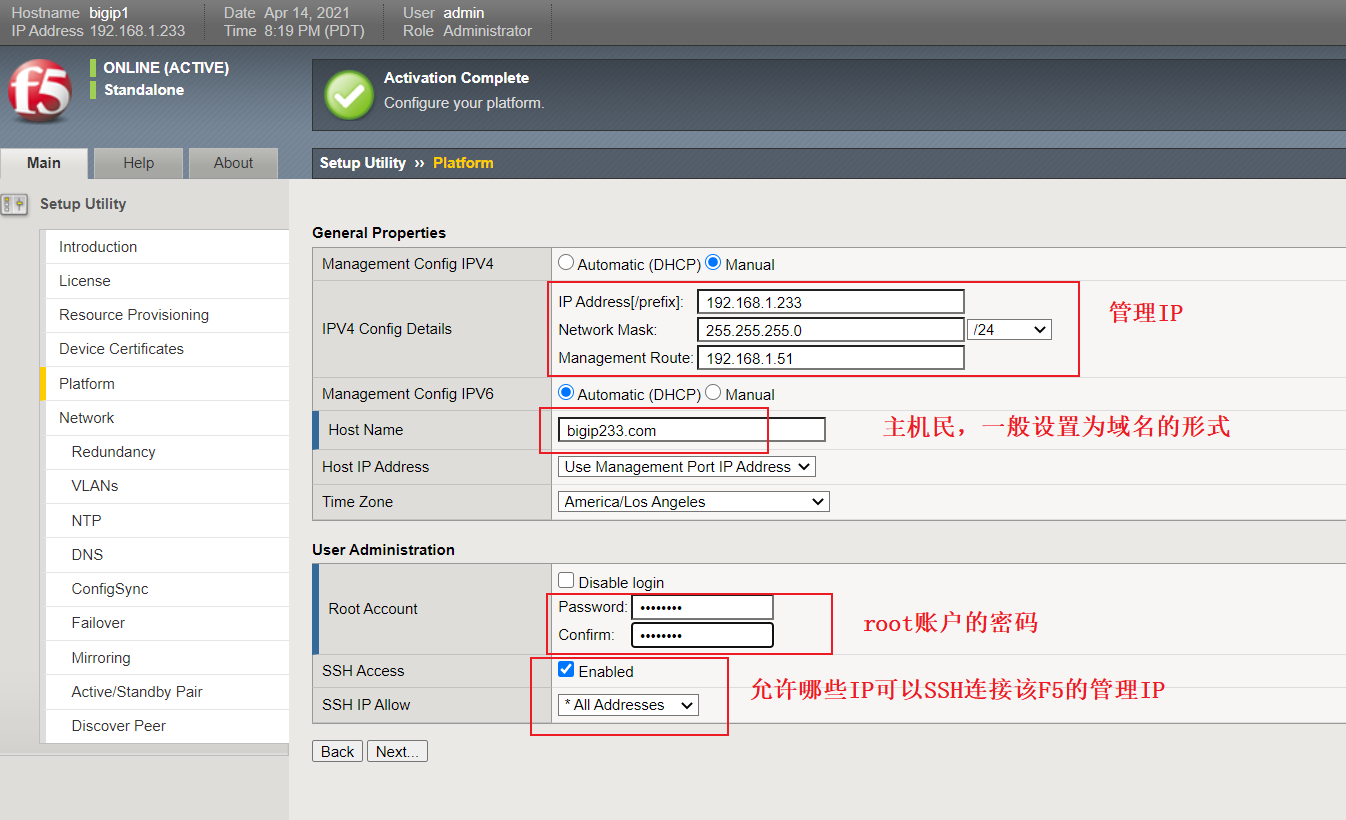 Hostname bigip1 Date Apr 14, 2021 User admin
IP Address 192.168.1.233 Time 8:19 PM (PDT) Role Administrator
f5
ONLINE (ACTIVE)
Standalone
Activation Complete
Configure your platform.
Main Help About
Setup Utility ›› Platform
Setup Utility
Introduction
License
Resource Provisioning
Device Certificates
Platform
Network
Redundancy
VLANs
NTP
DNS
ConfigSync
Failover
Mirroring
Active/Standby Pair
Discover Peer
General Properties
Management Config IPV4 Automatic (DHCP) Manual
IPV4 Config Details
IP Address[/prefix]: 192.168.1.233
Network Mask: 255.255.255.0 /24
Management Route: 192.168.1.51
管理IP
Management Config IPV6 Automatic (DHCP) Manual
Host Name bigip233.com
主机民，一般设置为域名的形式
Host IP Address Use Management Port IP Address
Time Zone America/Los Angeles
User Administration
Root Account
Disable login
Password: ••••••••
Confirm: ••••••••
root账户的密码
SSH Access Enabled
SSH IP Allow * All Addresses
允许哪些IP可以SSH连接该F5的管理IP
Back Next...